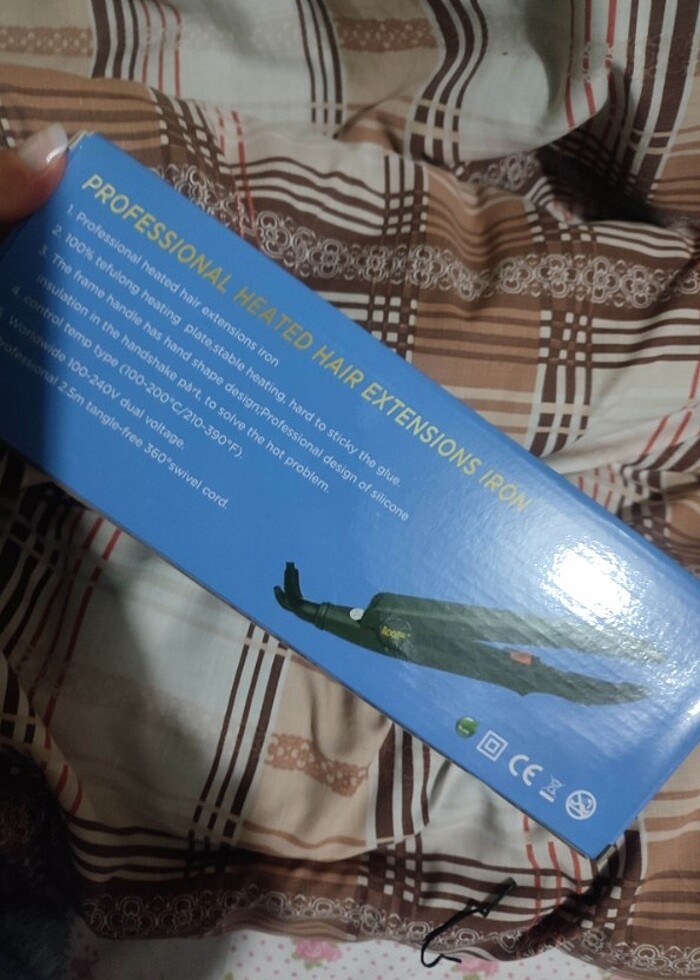 PROFESSIONAL HEATED HAIR EXTENSIONS IRON
1. Professional heated hair extensions iron
2. 100% tefulong heating plate.stable heating, hard to sticky the glue.
3. The frame handle has hand shape design;Professional design of silicone
insulation in the handshake part, to solve the hot problem.
4. control temp type (100-200°C/210-390°F).
Worldwide 100-240V dual voltage.
Professional 2.5m tangle-free 360°swivel cord.
CE